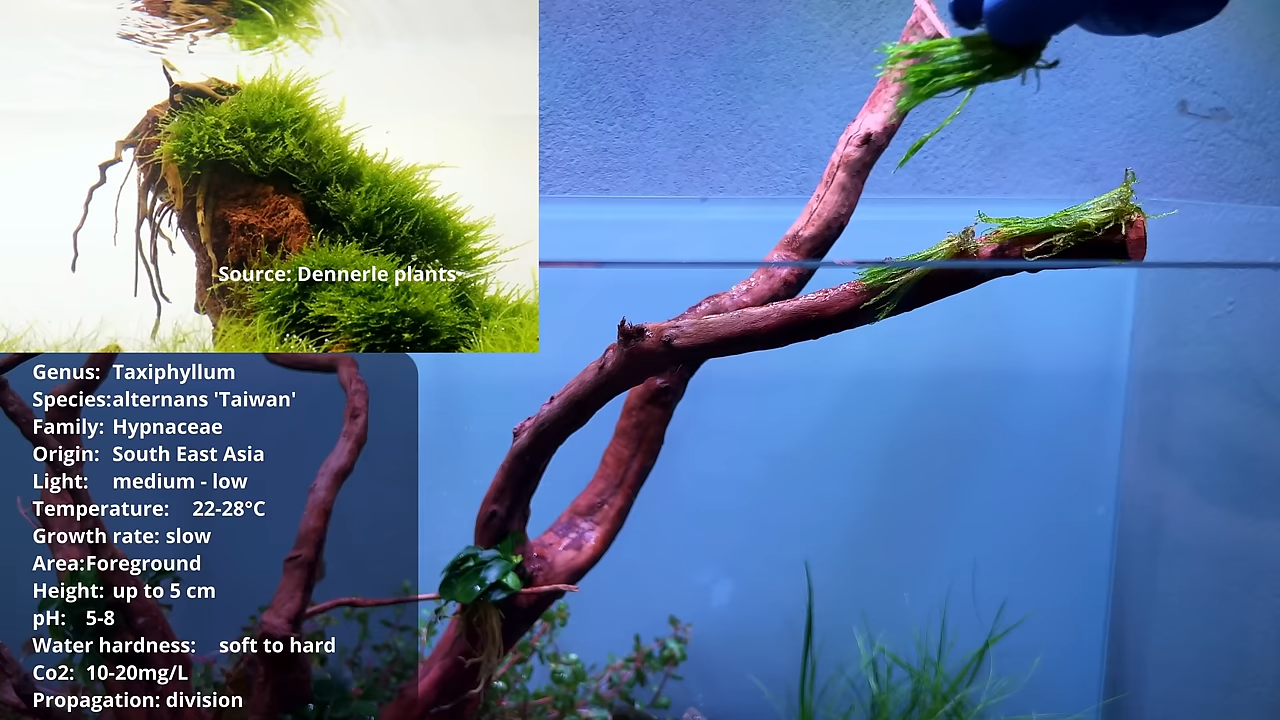 Source: Dennerle plants
Genus: Taxiphyllum
Species:alternans 'Taiwan'
Family: Hypnaceae
Origin: South East Asia
Light: medium - low
Temperature: 22-28°C
Growth rate: slow
Area:Foreground
Height: up to 5 cm
pH: 5-8
Water hardness: soft to hard
Co2: 10-20mg/L
Propagation: division